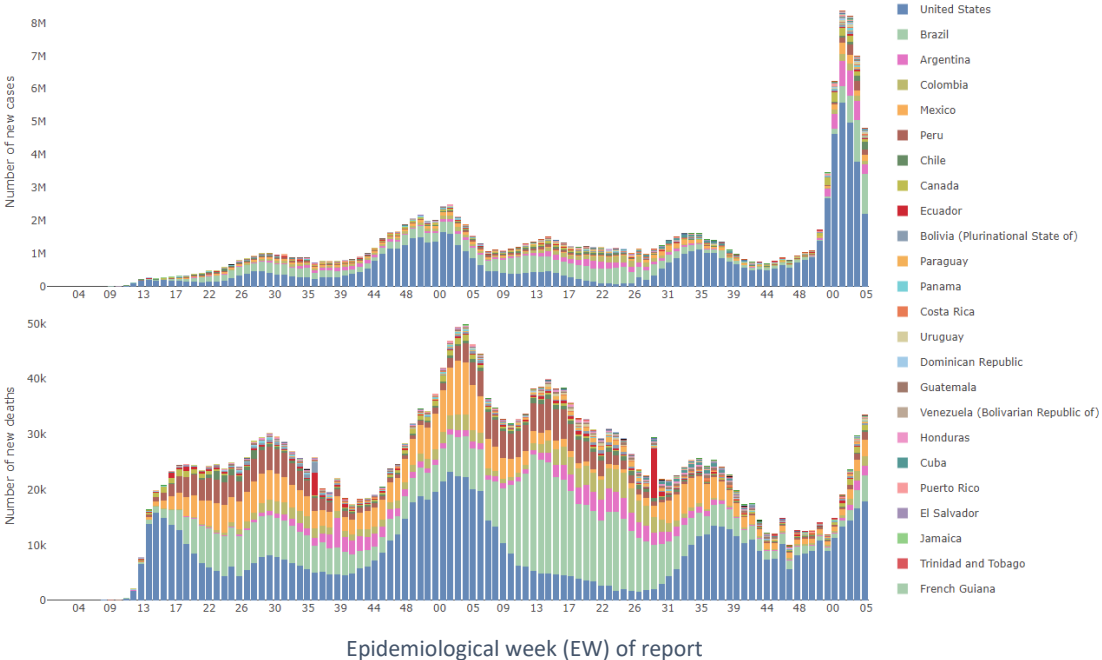 Number of new cases
8M
7M
6M
5M
4M
3M
2M
1M
0
04 09 13 17 22 26 30 35 39 44 48 00 05 09 13 17 22 26 31 35 39 44 48 00 05
Number of new deaths
50k
40k
30k
20k
10k
0
04 09 13 17 22 26 30 35 39 44 48 00 05 09 13 17 22 26 31 35 39 44 48 00 05
Epidemiological week (EW) of report
United States
Brazil
Argentina
Colombia
Mexico
Peru
Chile
Canada
Ecuador
Bolivia (Plurinational State of)
Paraguay
Panama
Costa Rica
Uruguay
Dominican Republic
Guatemala
Venezuela (Bolivarian Republic of)
Honduras
Cuba
Puerto Rico
El Salvador
Jamaica
Trinidad and Tobago
French Guiana